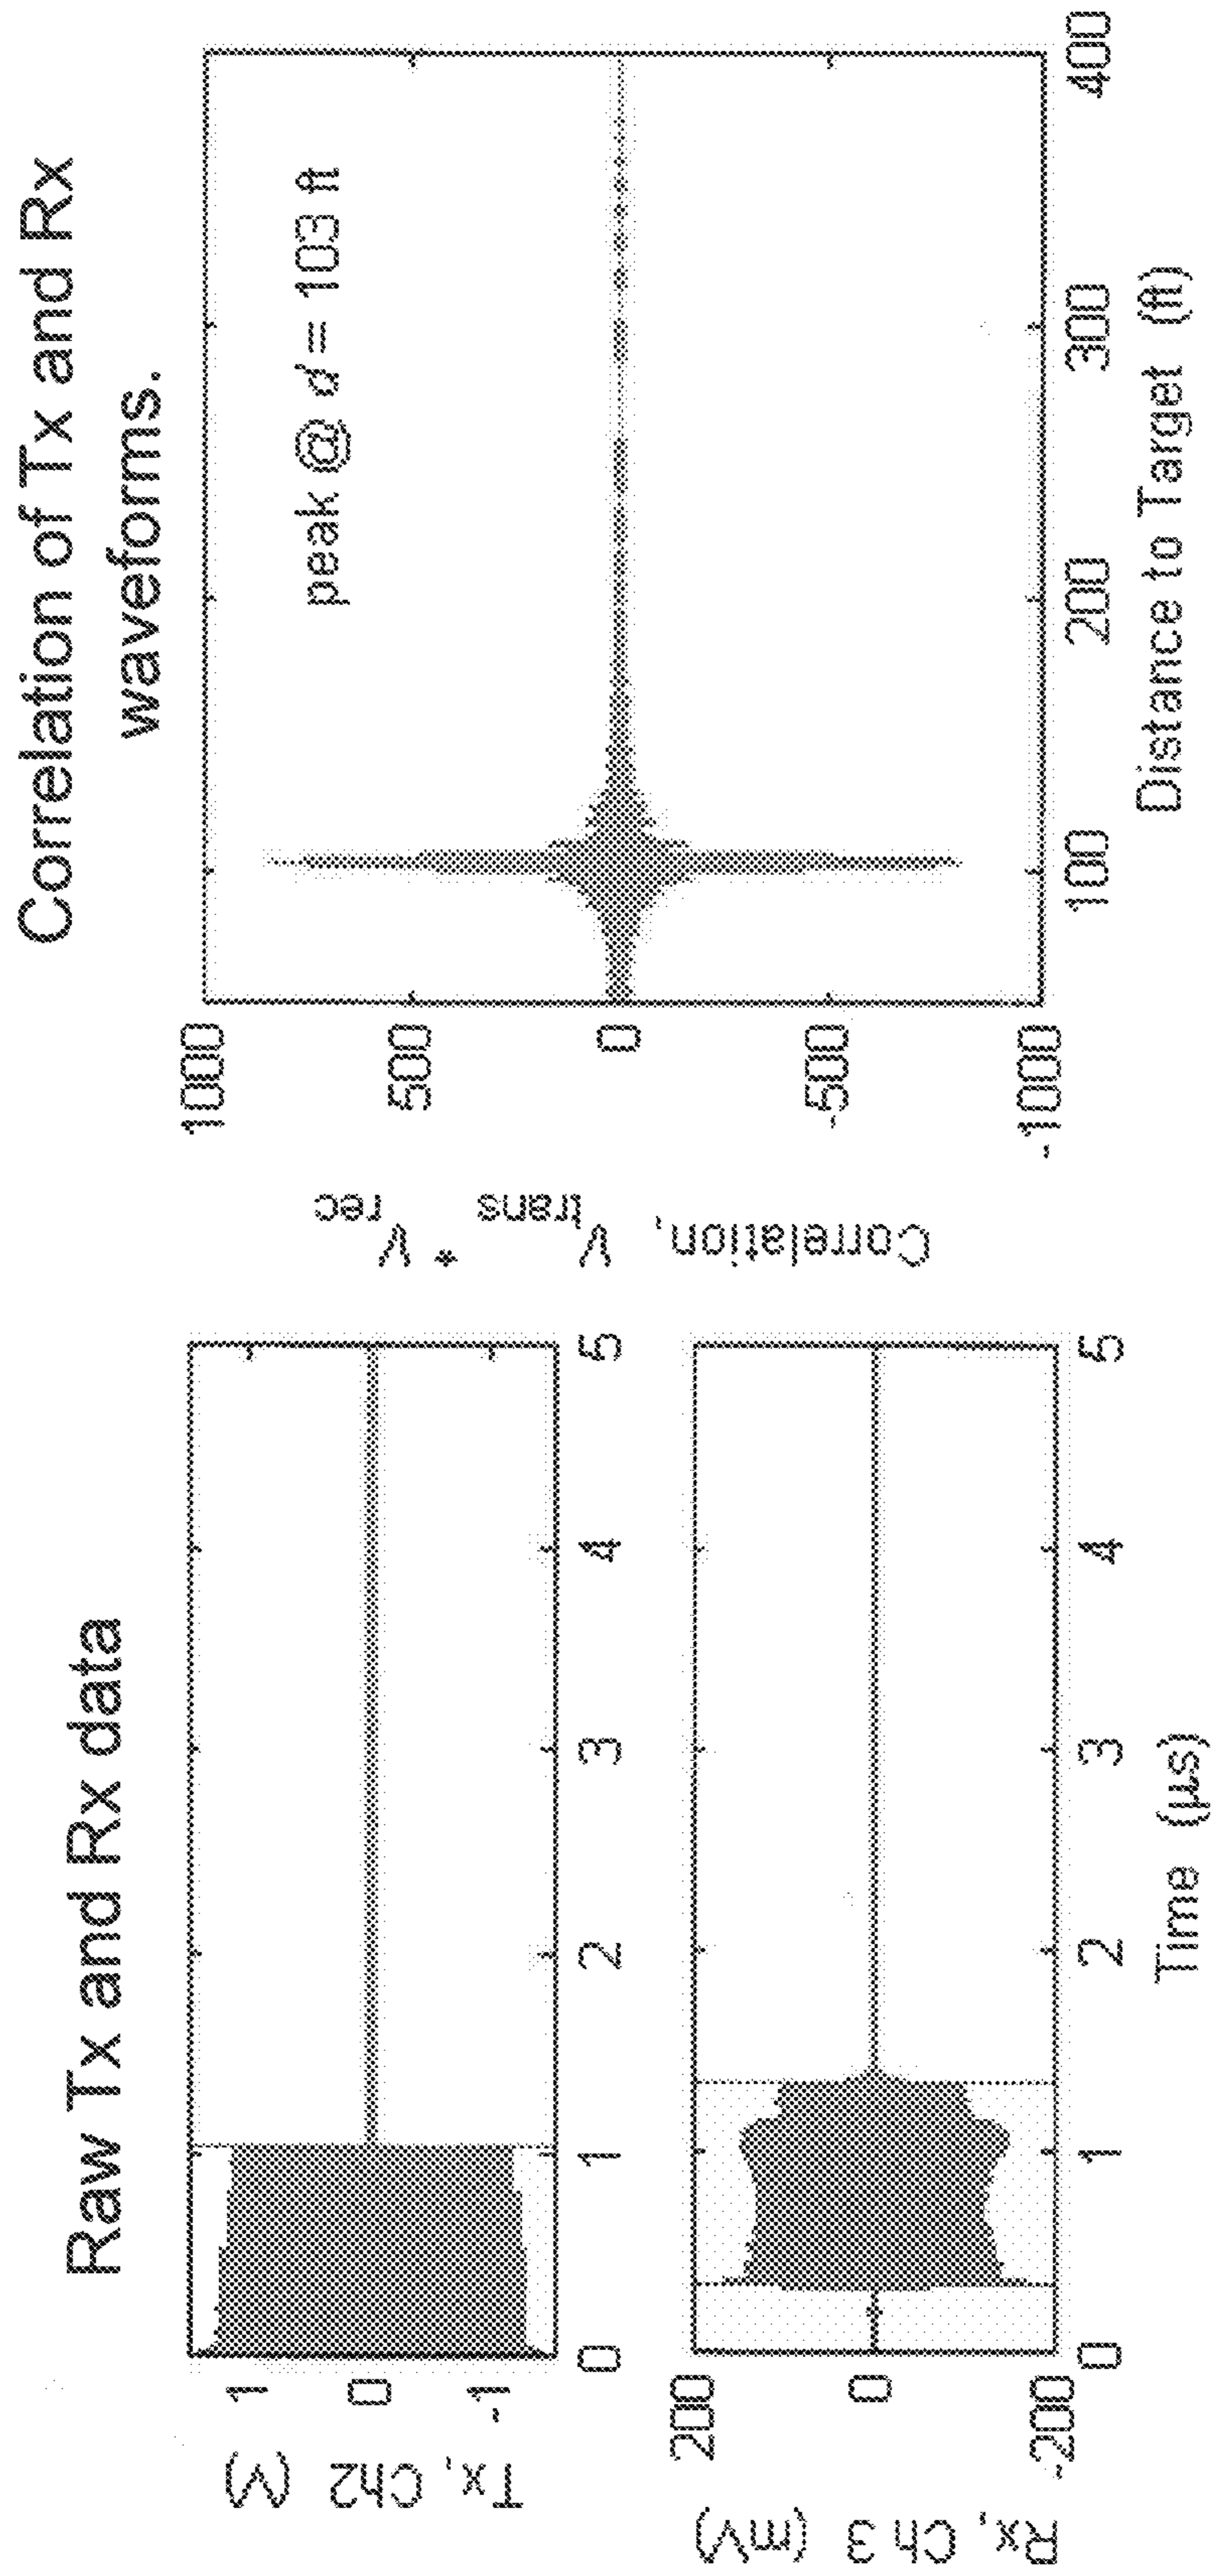 Raw Tx and Rx data
Tx, Ch2 (V)
1
0
-1
0 1 2 3 4 5
Rx, Ch 3 (mV)
200
0
-200
0 1 2 3 4 5
Time (μs)
Correlation of Tx and Rx
waveforms.
Correlation, V trans * V rec
1000
500
0
-500
-1000
peak @ d = 103 ft
100 200 300 400
Distance to Target (ft)